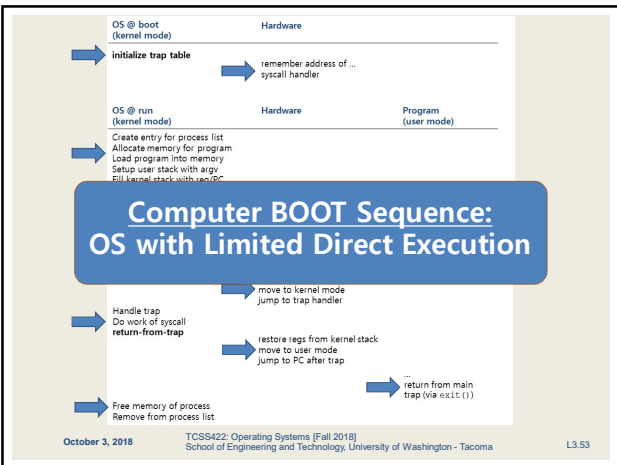 OS @ boot Hardware
(kernel mode)
initialize trap table
remember address of …
syscall handler
OS @ run Hardware Program
(kernel mode) (user mode)
Create entry for process list
Allocate memory for program
Load program into memory
Setup user stack with argv
Fill kernel stack with reg/PC
Computer BOOT Sequence:
OS with Limited Direct Execution
move to kernel mode
jump to trap handler
Handle trap
Do work of syscall
return-from-trap
restore regs from kernel stack
move to user mode
jump to PC after trap
…
return from main
trap (via exit())
Free memory of process
Remove from process list
October 3, 2018
TCSS422: Operating Systems [Fall 2018]
School of Engineering and Technology, University of Washington - Tacoma
L3.53